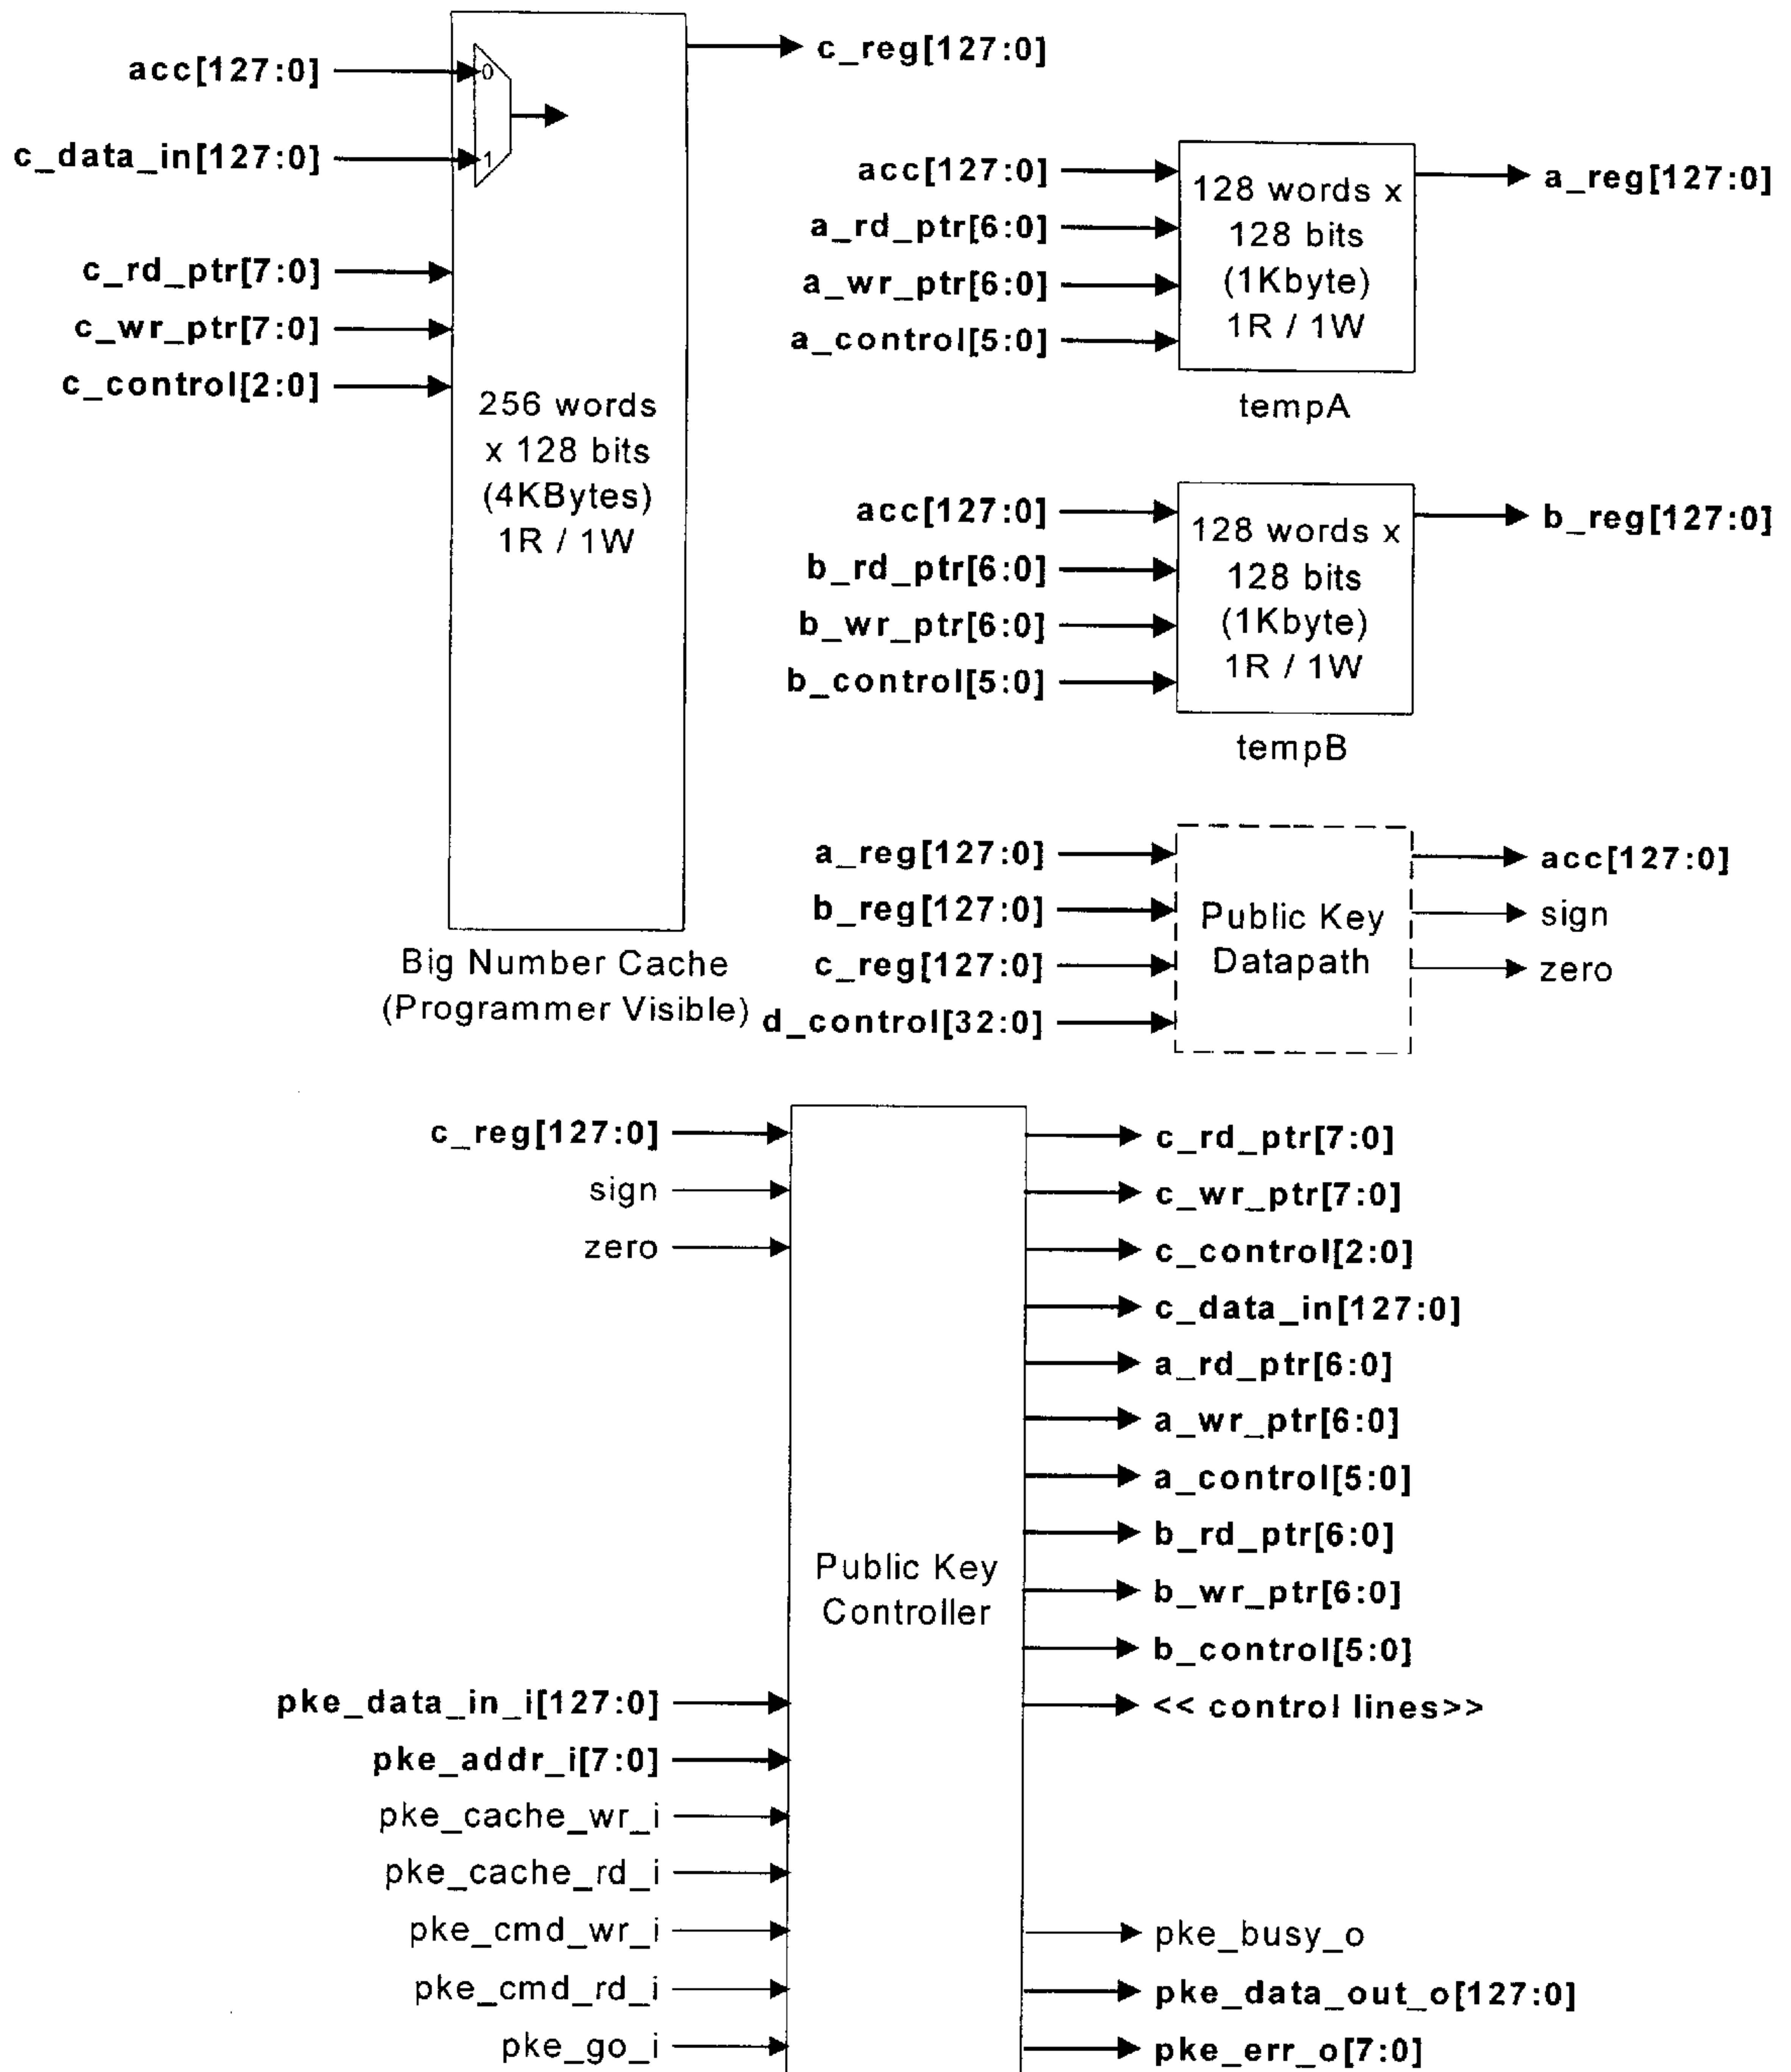 acc[127:0]
0
c_data_in[127:0]
1
c_rd_ptr[7:0]
c_wr_ptr[7:0]
c_control[2:0]
256 words
x 128 bits
(4KBytes)
1R / 1W
c_reg[127:0]
Big Number Cache
(Programmer Visible)
acc[127:0]
a_rd_ptr[6:0]
a_wr_ptr[6:0]
a_control[5:0]
128 words x
128 bits
(1Kbyte)
1R / 1W
a_reg[127:0]
tempA
acc[127:0]
b_rd_ptr[6:0]
b_wr_ptr[6:0]
b_control[5:0]
128 words x
128 bits
(1Kbyte)
1R / 1W
b_reg[127:0]
tempB
a_reg[127:0]
b_reg[127:0]
c_reg[127:0]
d_control[32:0]
Public Key
Datapath
acc[127:0]
sign
zero
c_reg[127:0]
sign
zero
pke_data_in_i[127:0]
pke_addr_i[7:0]
pke_cache_wr_i
pke_cache_rd_i
pke_cmd_wr_i
pke_cmd_rd_i
pke_go_i
Public Key
Controller
c_rd_ptr[7:0]
c_wr_ptr[7:0]
c_control[2:0]
c_data_in[127:0]
a_rd_ptr[6:0]
a_wr_ptr[6:0]
a_control[5:0]
b_rd_ptr[6:0]
b_wr_ptr[6:0]
b_control[5:0]
<< control lines>>
pke_busy_o
pke_data_out_o[127:0]
pke_err_o[7:0]